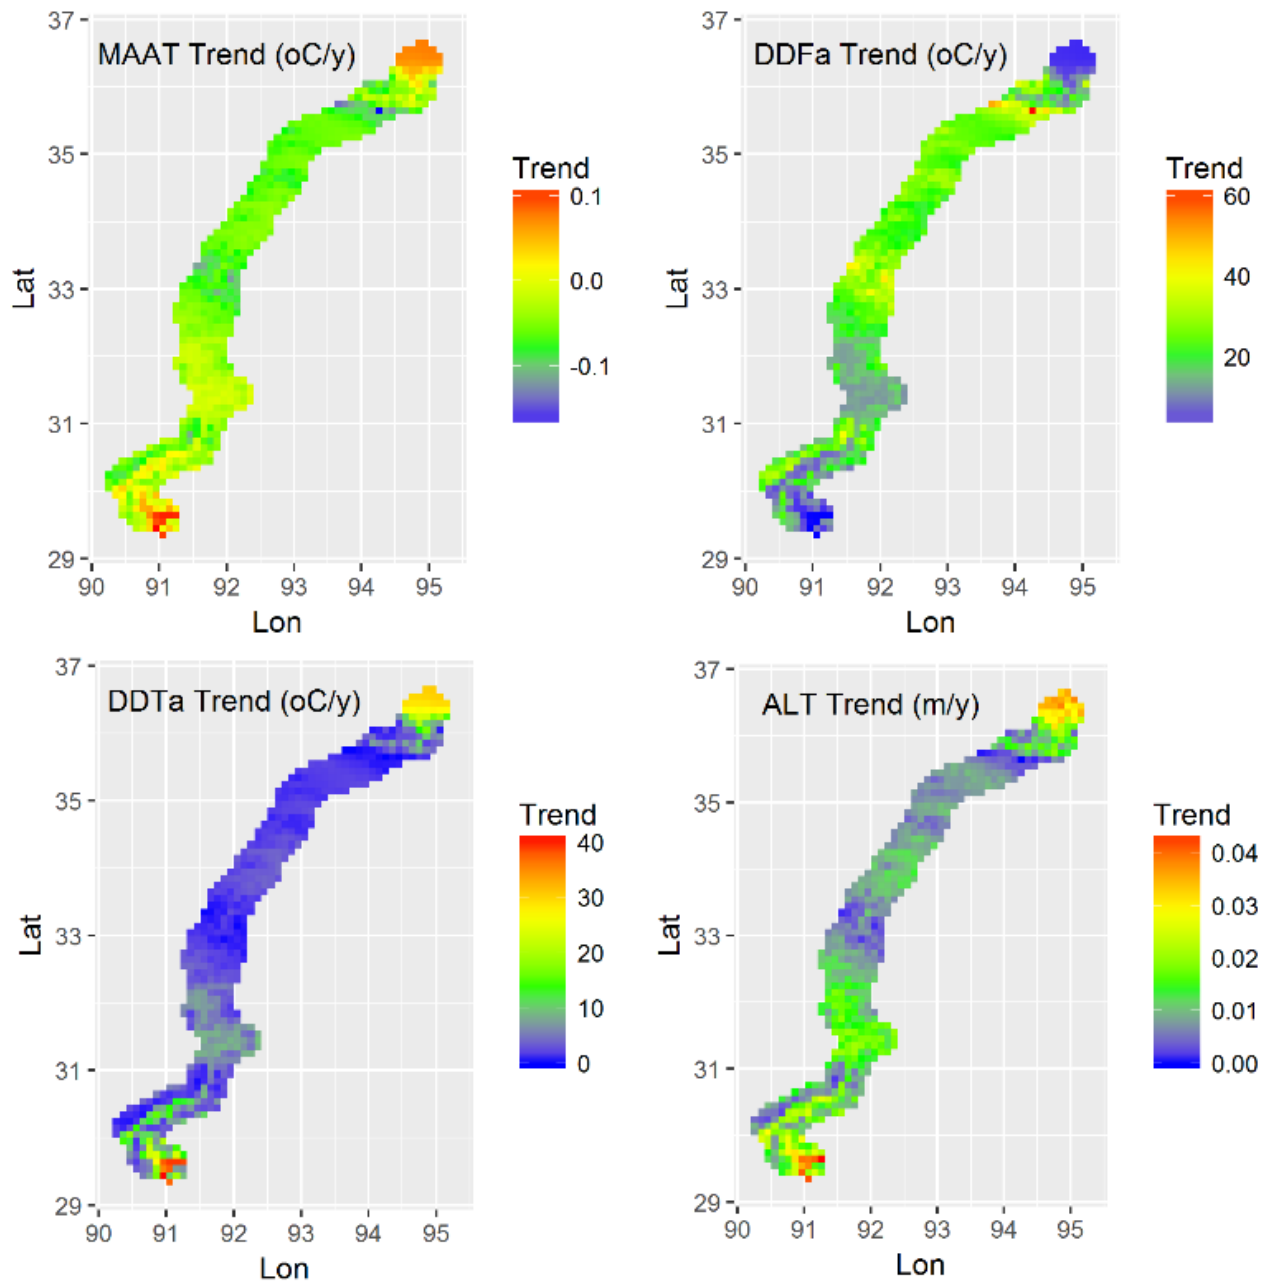 MAAT Trend (oC/y)
37
35
33
31
29
Lat
90 91 92 93 94 95
Lon
Trend
0.1
0.0
-0.1
DDFa Trend (oC/y)
37
35
33
31
29
Lat
90 91 92 93 94 95
Lon
Trend
60
40
20
DDTa Trend (oC/y)
37
35
33
31
29
Lat
90 91 92 93 94 95
Lon
Trend
40
30
20
10
0
ALT Trend (m/y)
37
35
33
31
29
Lat
90 91 92 93 94 95
Lon
Trend
0.04
0.03
0.02
0.01
0.00